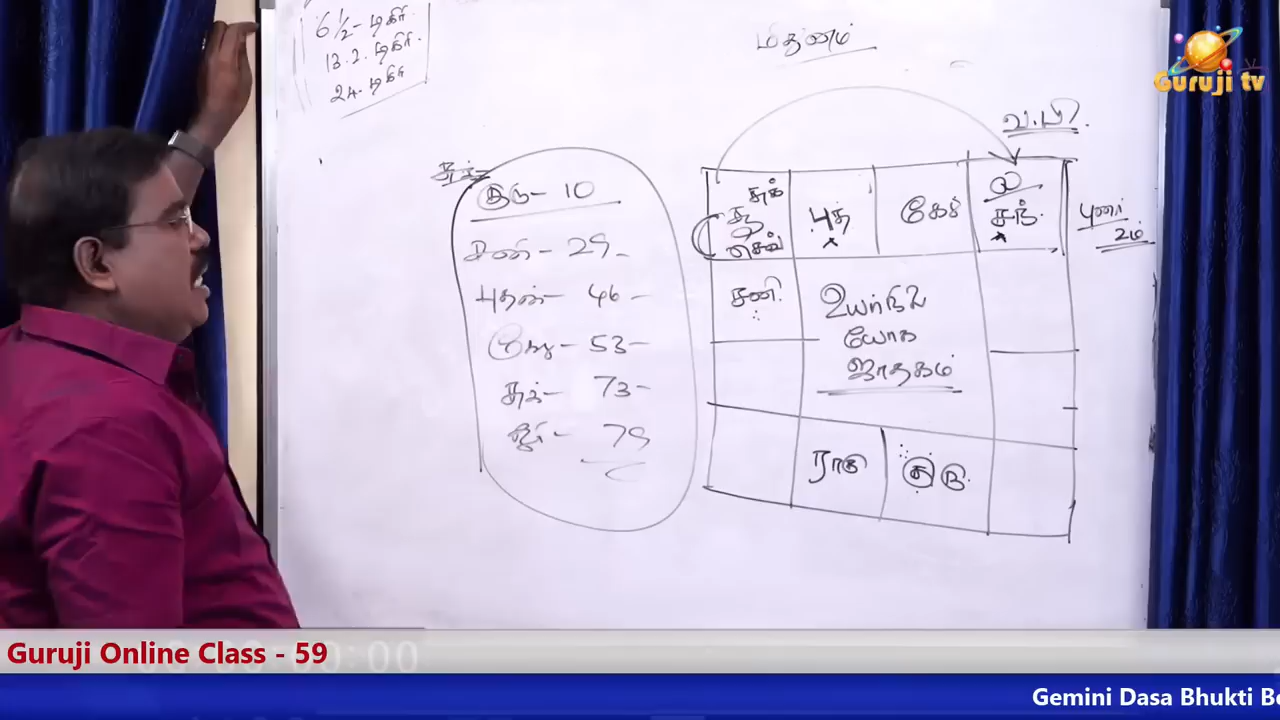 6½ - டிகிரி
13.2. டிகிரி.
24. டிகிரி
மிதுனம்
Guruji tv
வ.பி.
குரு - 10
சனி - 29
புதன் - 46
கேது - 53
சுக் - 73
சூரி - 79
சுக்
சூ
செவ்
புத்
கேது
ல
சந்.
புனர்
2ம்
சனி
உயர்நிலை
யோக
ஜாதகம்
ராகு
குரு
Guruji Online Class - 59
Gemini Dasa Bhukti Be